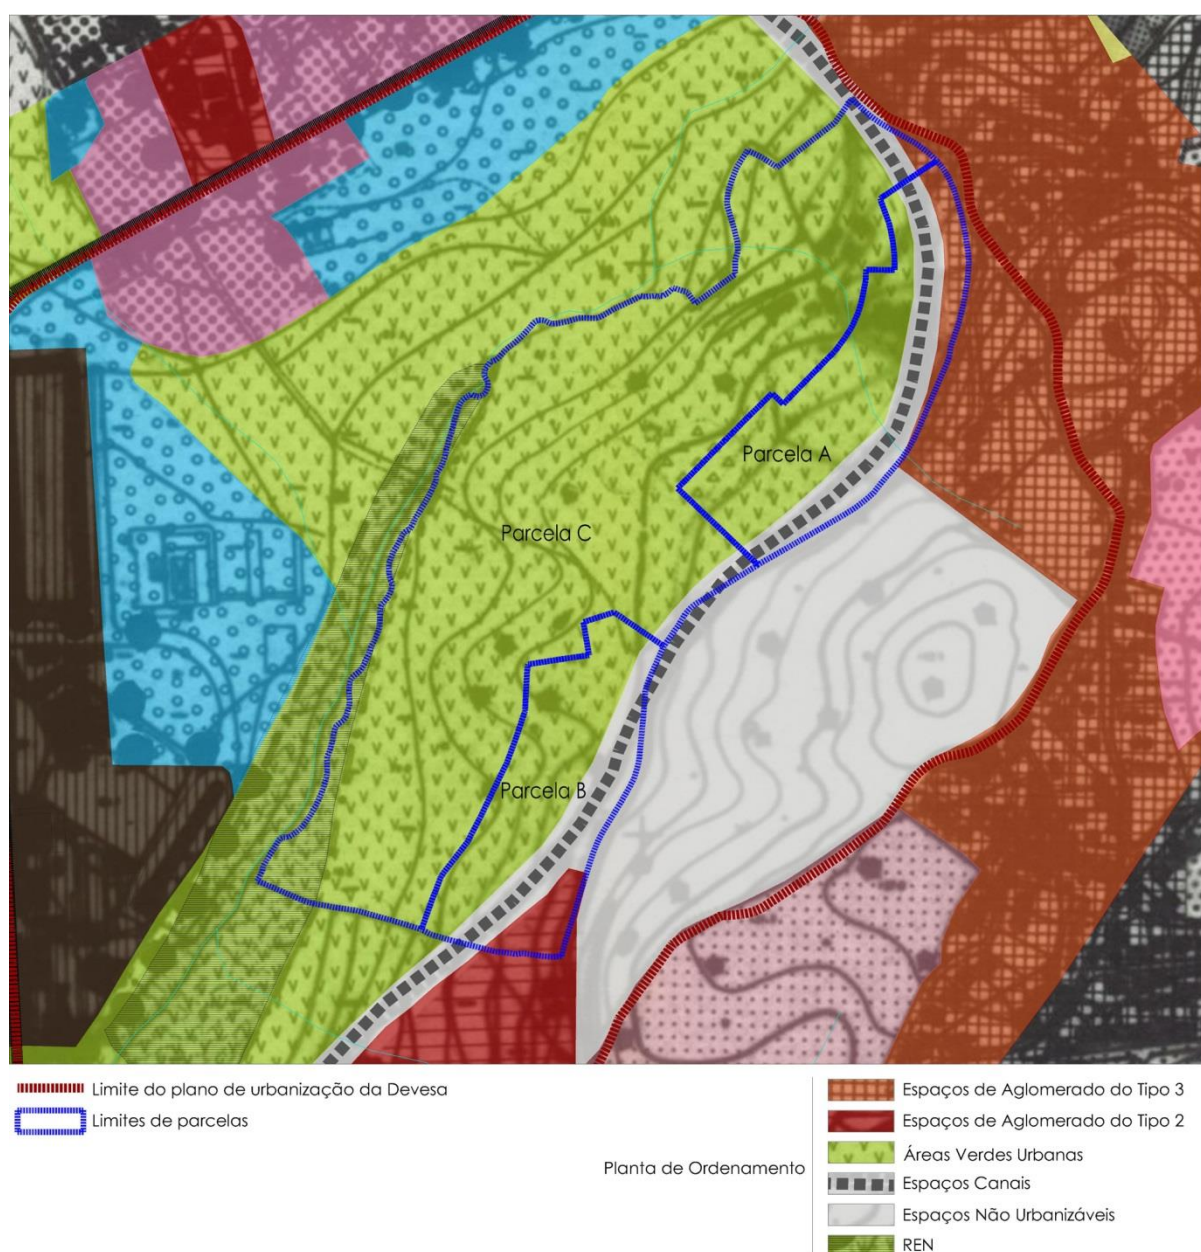 Parcela A
Parcela C
Parcela B
Limite do plano de urbanização da Devesa
Limites de parcelas
Planta de Ordenamento
Espaços de Aglomerado do Tipo 3
Espaços de Aglomerado do Tipo 2
Áreas Verdes Urbanas
Espaços Canais
Espaços Não Urbanizáveis
REN